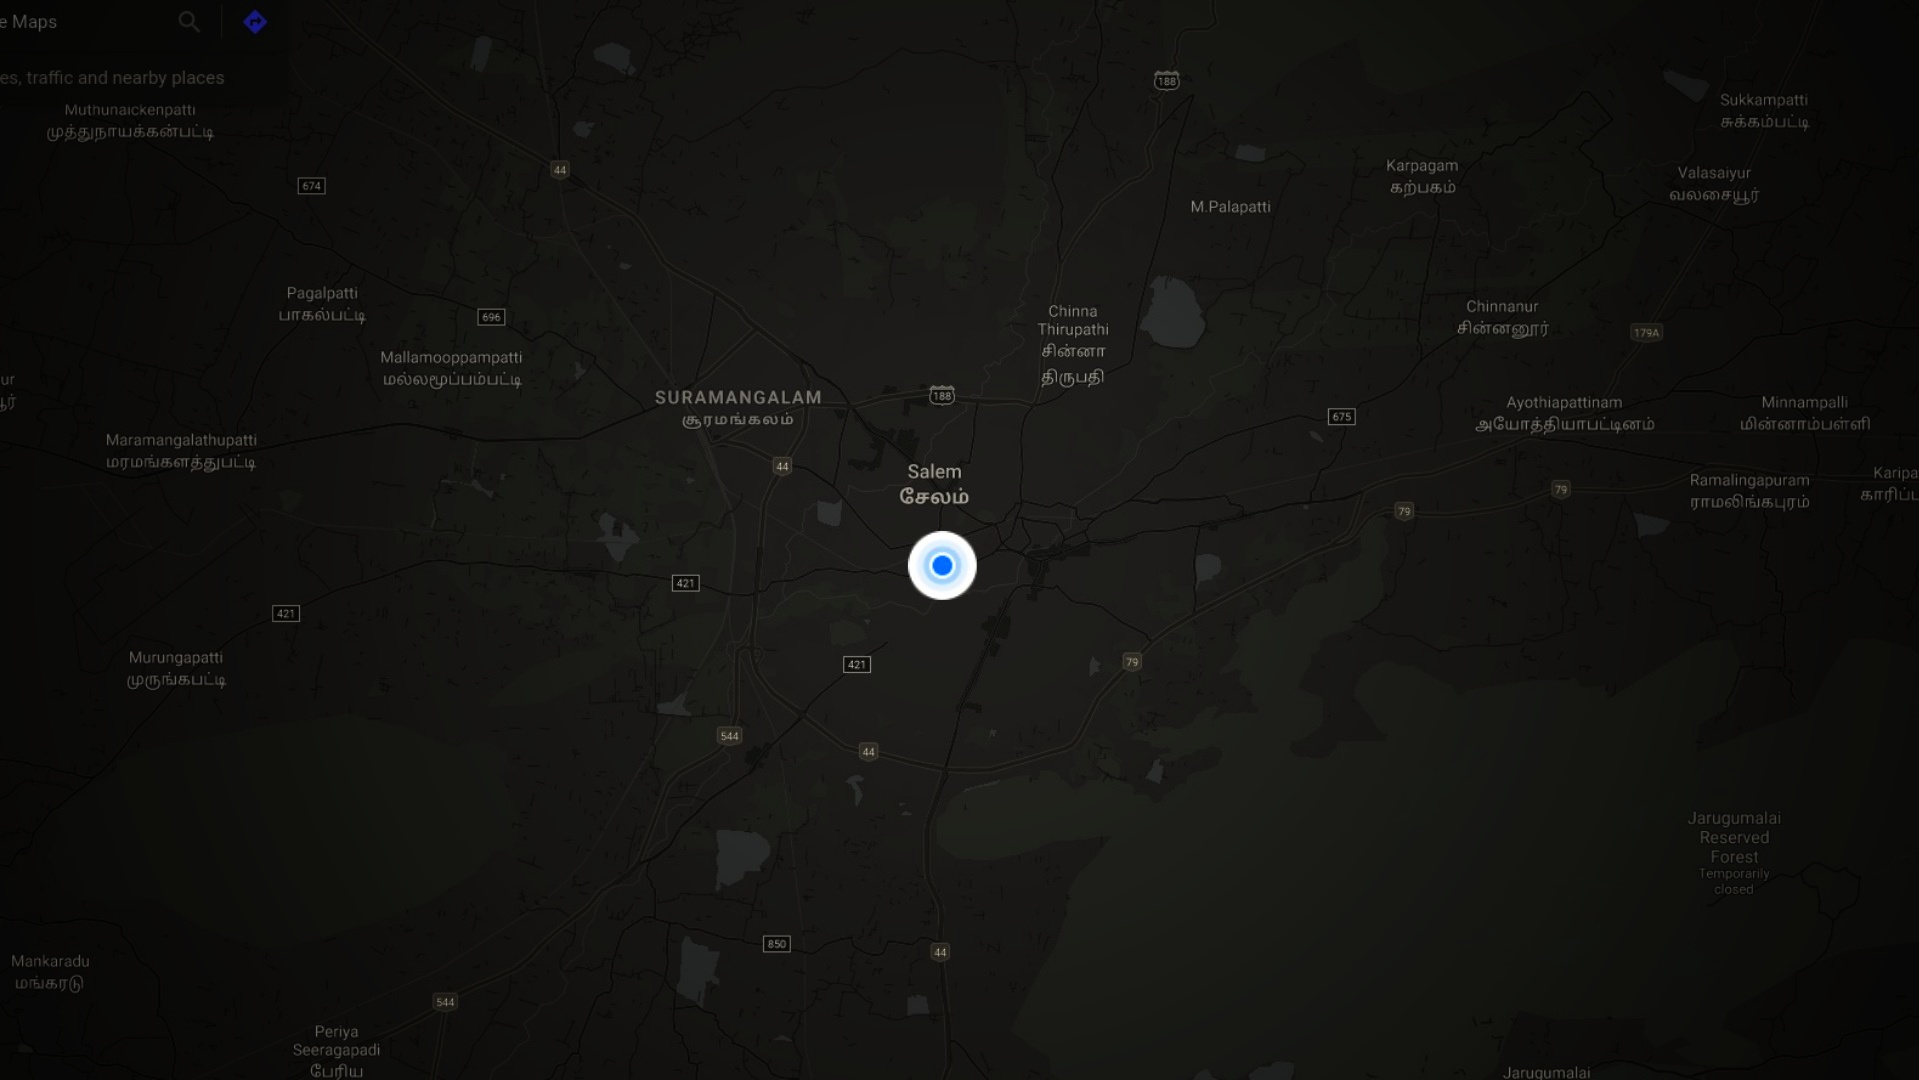 e Maps
es, traffic and nearby places
188
Muthunaickenpatti
முத்துநாயக்கன்பட்டி
Sukkampatti
சுக்கம்பட்டி
44
674
Karpagam
கற்பகம்
Valasaiyur
வலசையூர்
M.Palapatti
Pagalpatti
பாகல்பட்டி
696
Chinna
Thirupathi
சின்னா
திருபதி
Chinnanur
சின்னனூர்
179A
Mallamooppampatti
மல்லமூப்பம்பட்டி
ur
ூர்
SURAMANGALAM
சூரமங்கலம்
188
675
Ayothiapattinam
அயோத்தியாபட்டினம்
Minnampalli
மின்னாம்பள்ளி
Maramangalathupatti
மரமங்களத்துபட்டி
44
Salem
சேலம்
79
79
Ramalingapuram
ராமலிங்கபுரம்
Karipa
காரிப்ப
421
421
Murungapatti
முருங்கபட்டி
421
79
544
44
Jarugumalai
Reserved
Forest
Temporarily
closed
850
44
Mankaradu
மங்கரடு
544
Periya
Seeragapadi
பேரிய
Jarugumalai